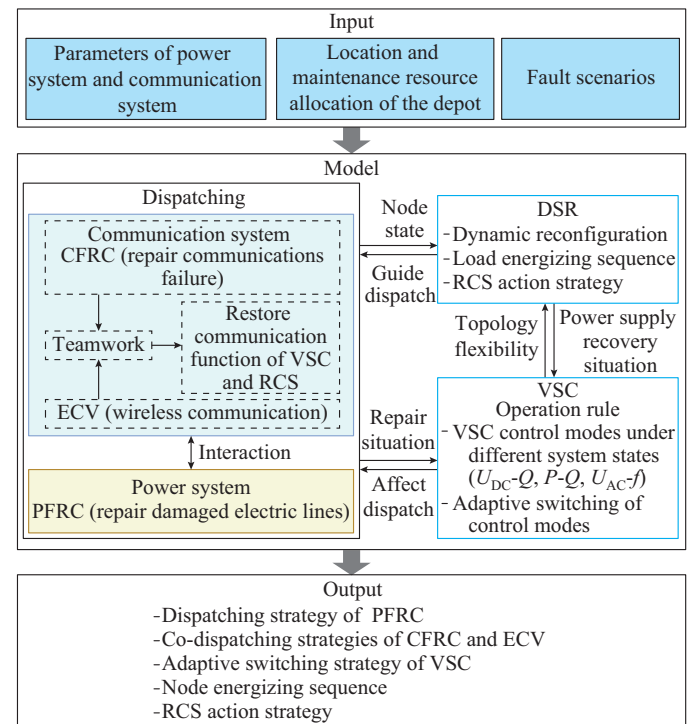 Input
Parameters of power
system and communication
system
Location and
maintenance resource
allocation of the depot
Fault scenarios
Model
Dispatching
Communication system
CFRC (repair communications
failure)
Teamwork
Restore
communication
function of VSC
and RCS
ECV (wireless communication)
Interaction
Power system
PFRC (repair damaged electric lines)
Node
state
Guide
dispatch
DSR
-Dynamic reconfiguration
-Load energizing sequence
-RCS action strategy
Topology
flexibility
Power supply
recovery
situation
Repair
situation
Affect
dispatch
VSC
Operation rule
-VSC control modes under
different system states
(U_DC-Q, P-Q, U_AC-f)
-Adaptive switching of
control modes
Output
-Dispatching strategy of PFRC
-Co-dispatching strategies of CFRC and ECV
-Adaptive switching strategy of VSC
-Node energizing sequence
-RCS action strategy